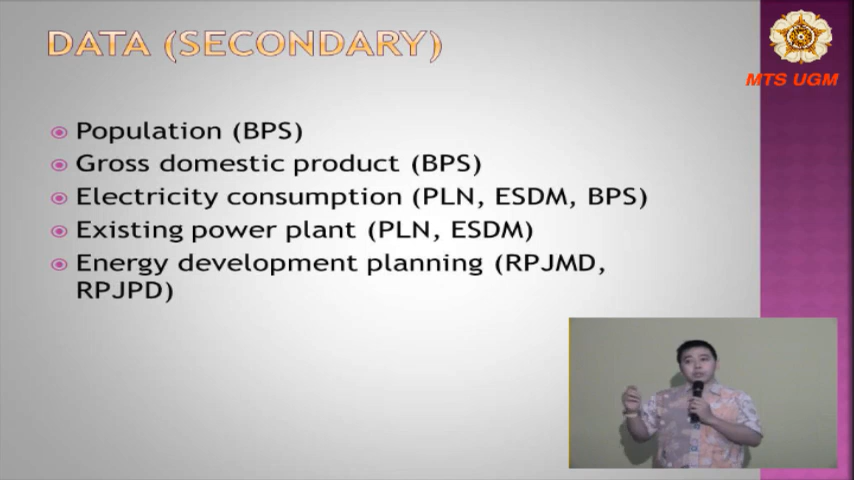 DATA (SECONDARY)
MTS UGM
Population (BPS)
Gross domestic product (BPS)
Electricity consumption (PLN, ESDM, BPS)
Existing power plant (PLN, ESDM)
Energy development planning (RPJMD,
RPJPD)